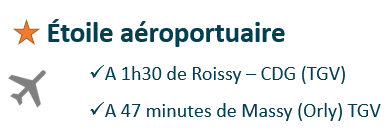 Étoile aéroportuaire
✓A 1h30 de Roissy – CDG (TGV)
✓A 47 minutes de Massy (Orly) TGV